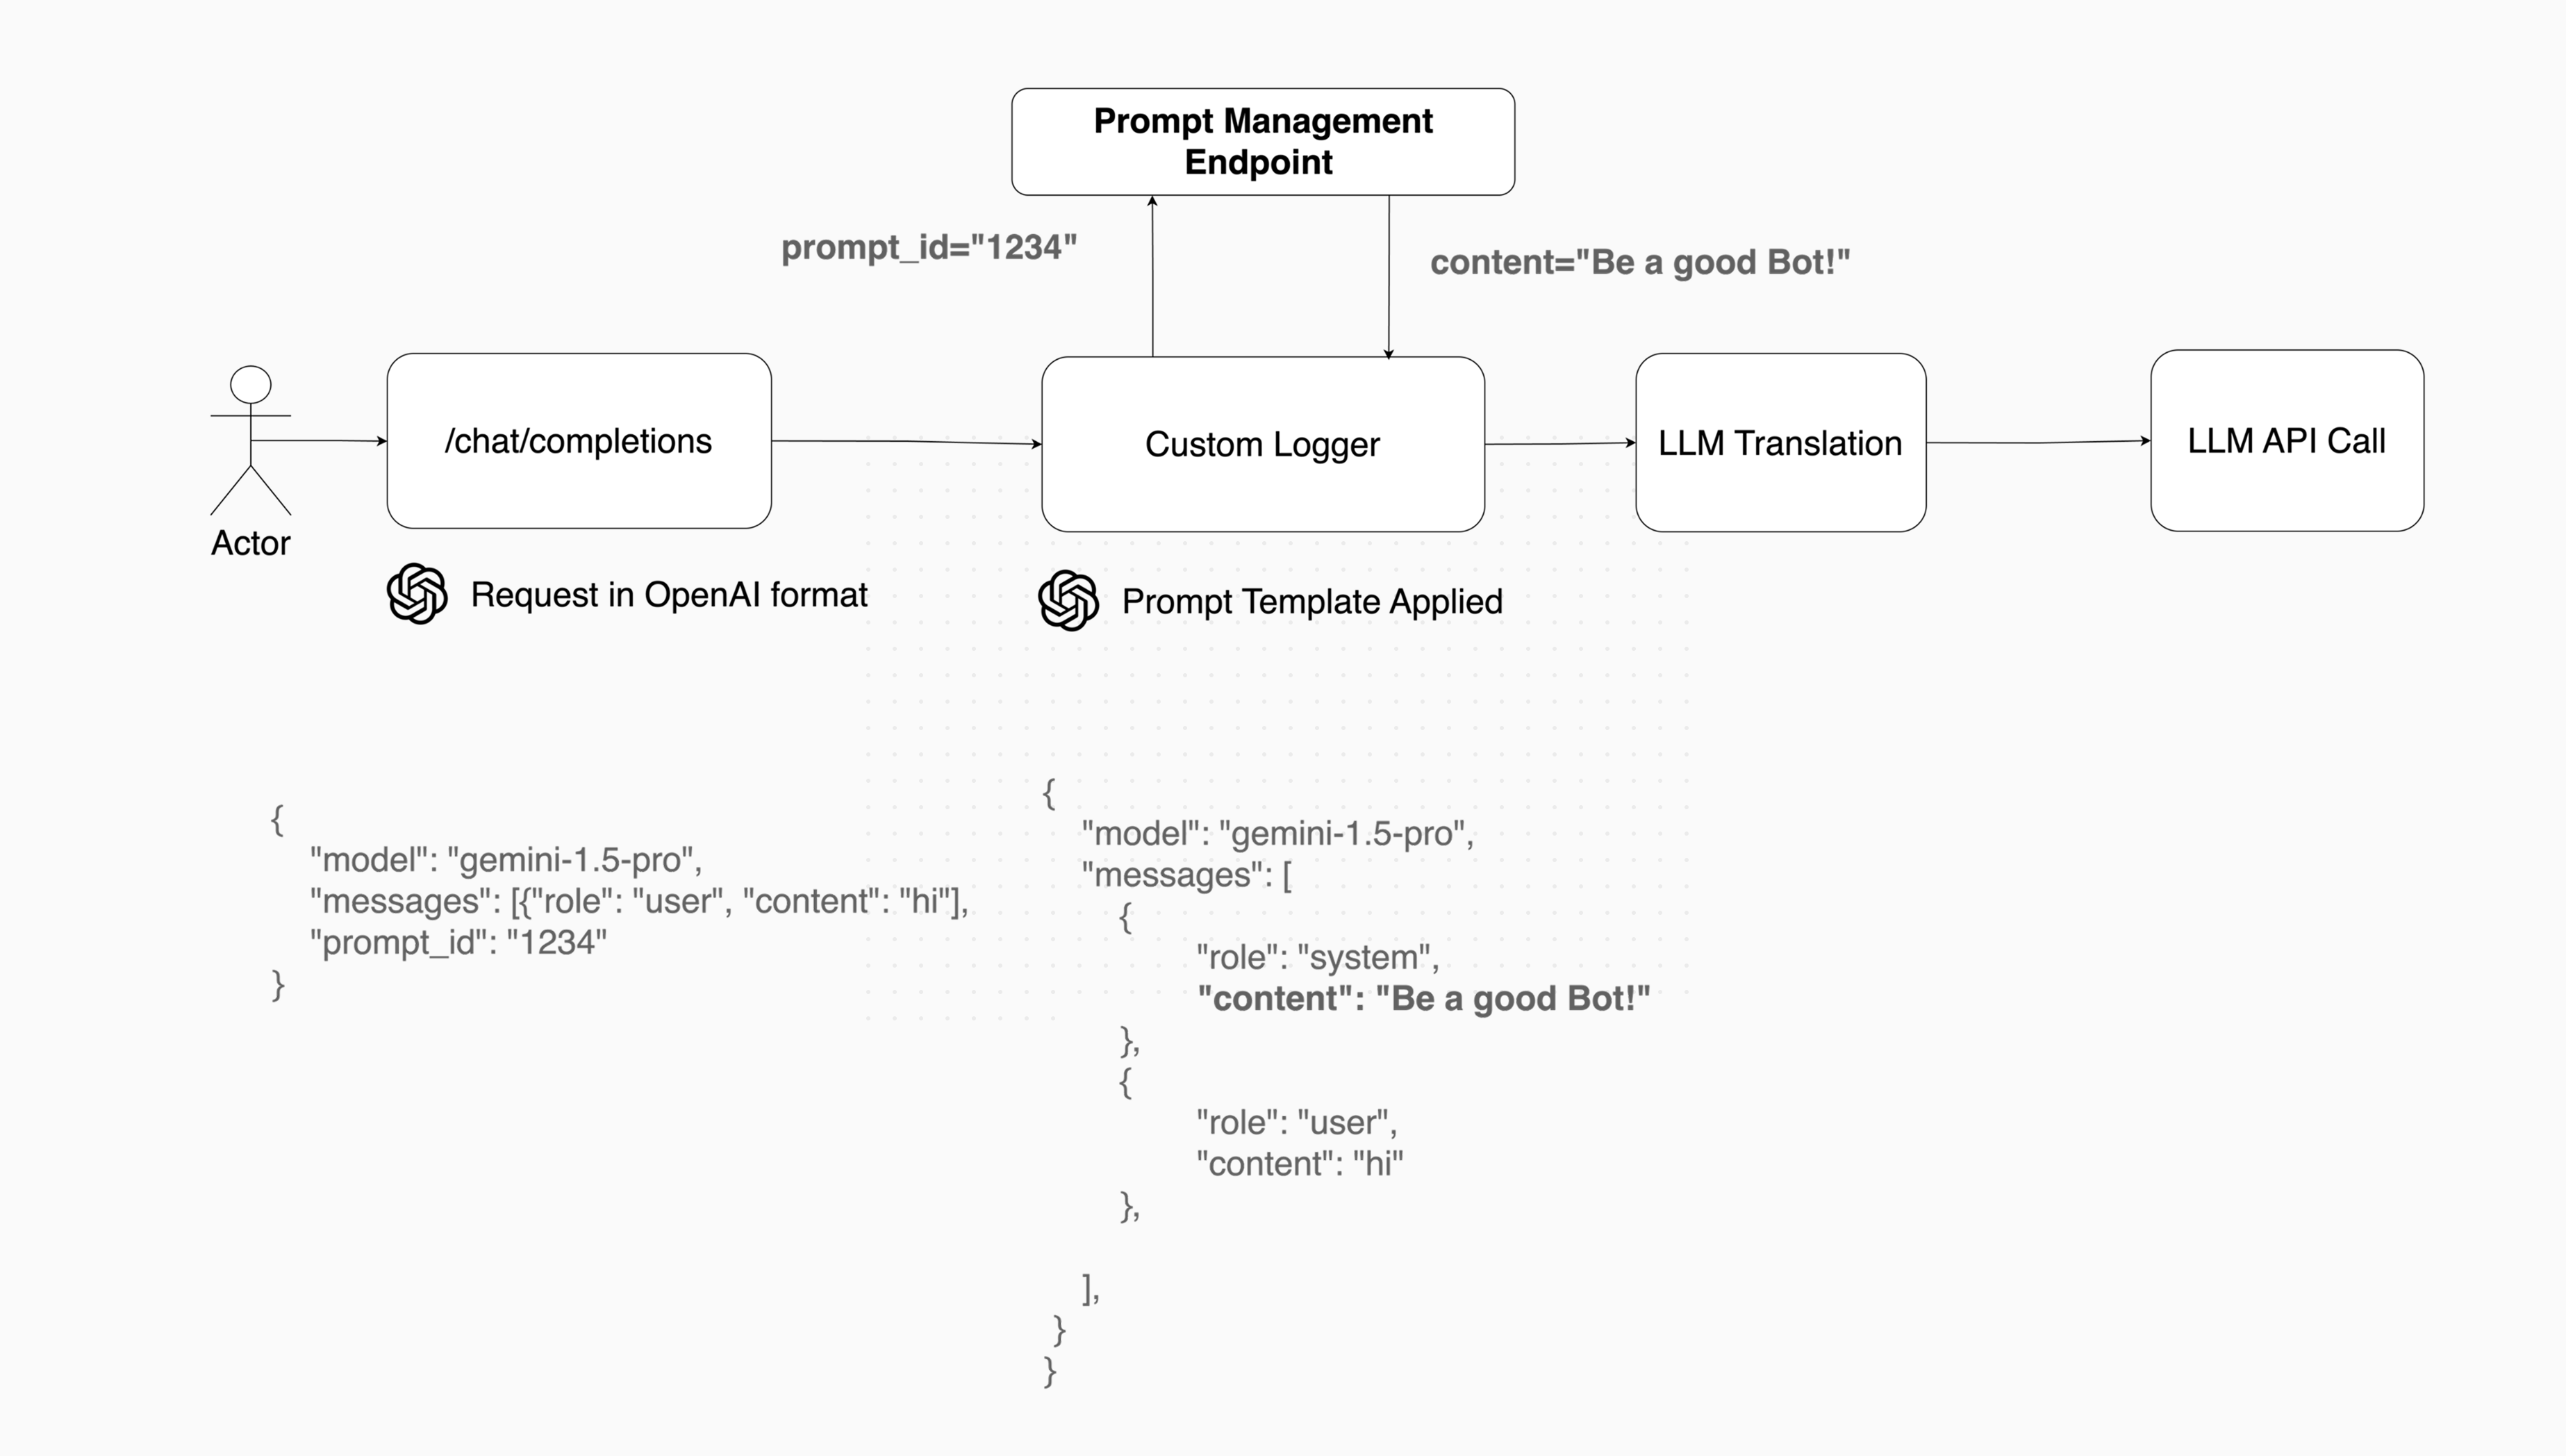 Prompt Management
Endpoint
prompt_id="1234"
content="Be a good Bot!"
Actor
/chat/completions
Custom Logger
LLM Translation
LLM API Call
Request in OpenAI format
Prompt Template Applied
{
"model": "gemini-1.5-pro",
"messages": [{"role": "user", "content": "hi"],
"prompt_id": "1234"
}
{
"model": "gemini-1.5-pro",
"messages": [
{
"role": "system",
"content": "Be a good Bot!"
},
{
"role": "user",
"content": "hi"
},
],
}
}